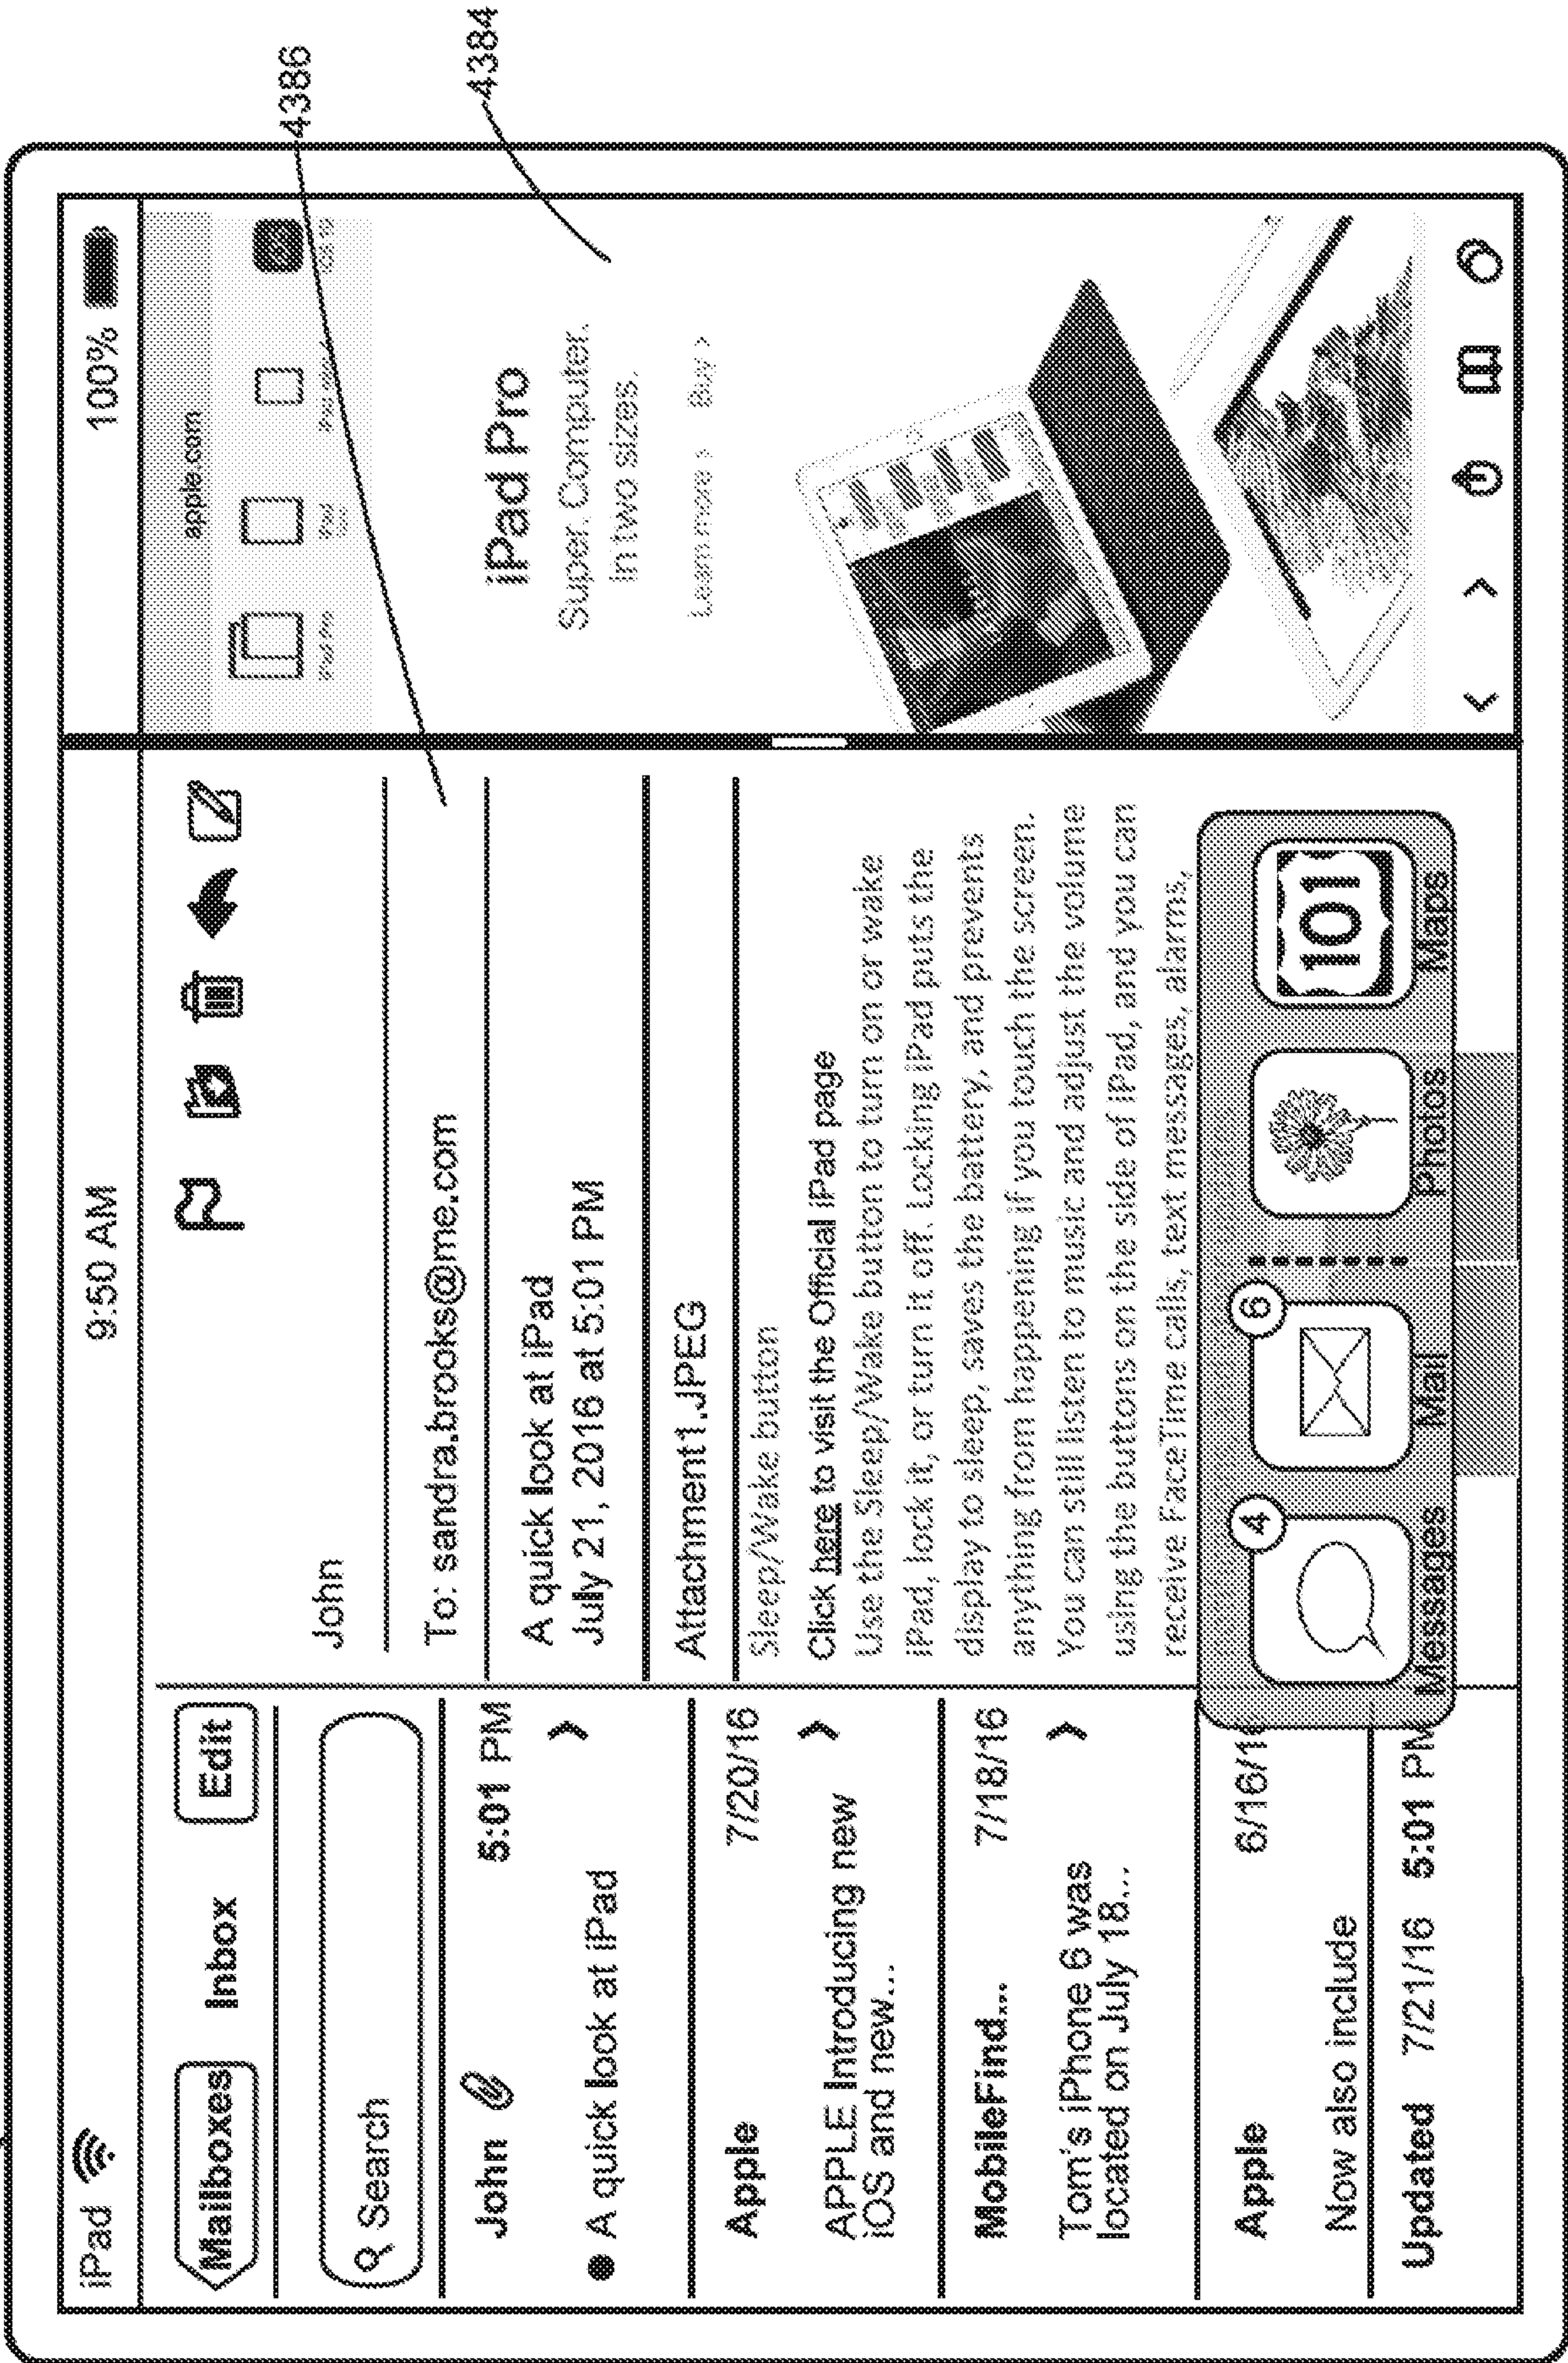 4386
4384
iPad
9:50 AM
100%
Mailboxes
Inbox
Edit
Search
John
5:01 PM
A quick look at iPad
Apple
7/20/16
APPLE Introducing new
iOS and new...
MobileFind...
7/18/16
Tom's iPhone 6 was
located on July 18...
Apple
Now also include
Updated 7/21/16 5:01 PM
John
To: sandra.brooks@me.com
A quick look at iPad
July 21, 2016 at 5:01 PM
Attachment1.JPEG
Sleep/Wake button
Click here to visit the Official iPad page
Use the Sleep/Wake button to turn on or wake
iPad, lock it, or turn it off. Locking iPad puts the
display to sleep, saves the battery, and prevents
anything from happening if you touch the screen.
You can still listen to music and adjust the volume
using the buttons on the side of iPad, and you can
receive FaceTime calls, text messages, alarms,
4
Messages
6
Mail
Photos
101
Maps
apple.com
iPad Pro
iPad
iPad Pro
Super. Computer.
In two sizes.
Learn more > Buy >